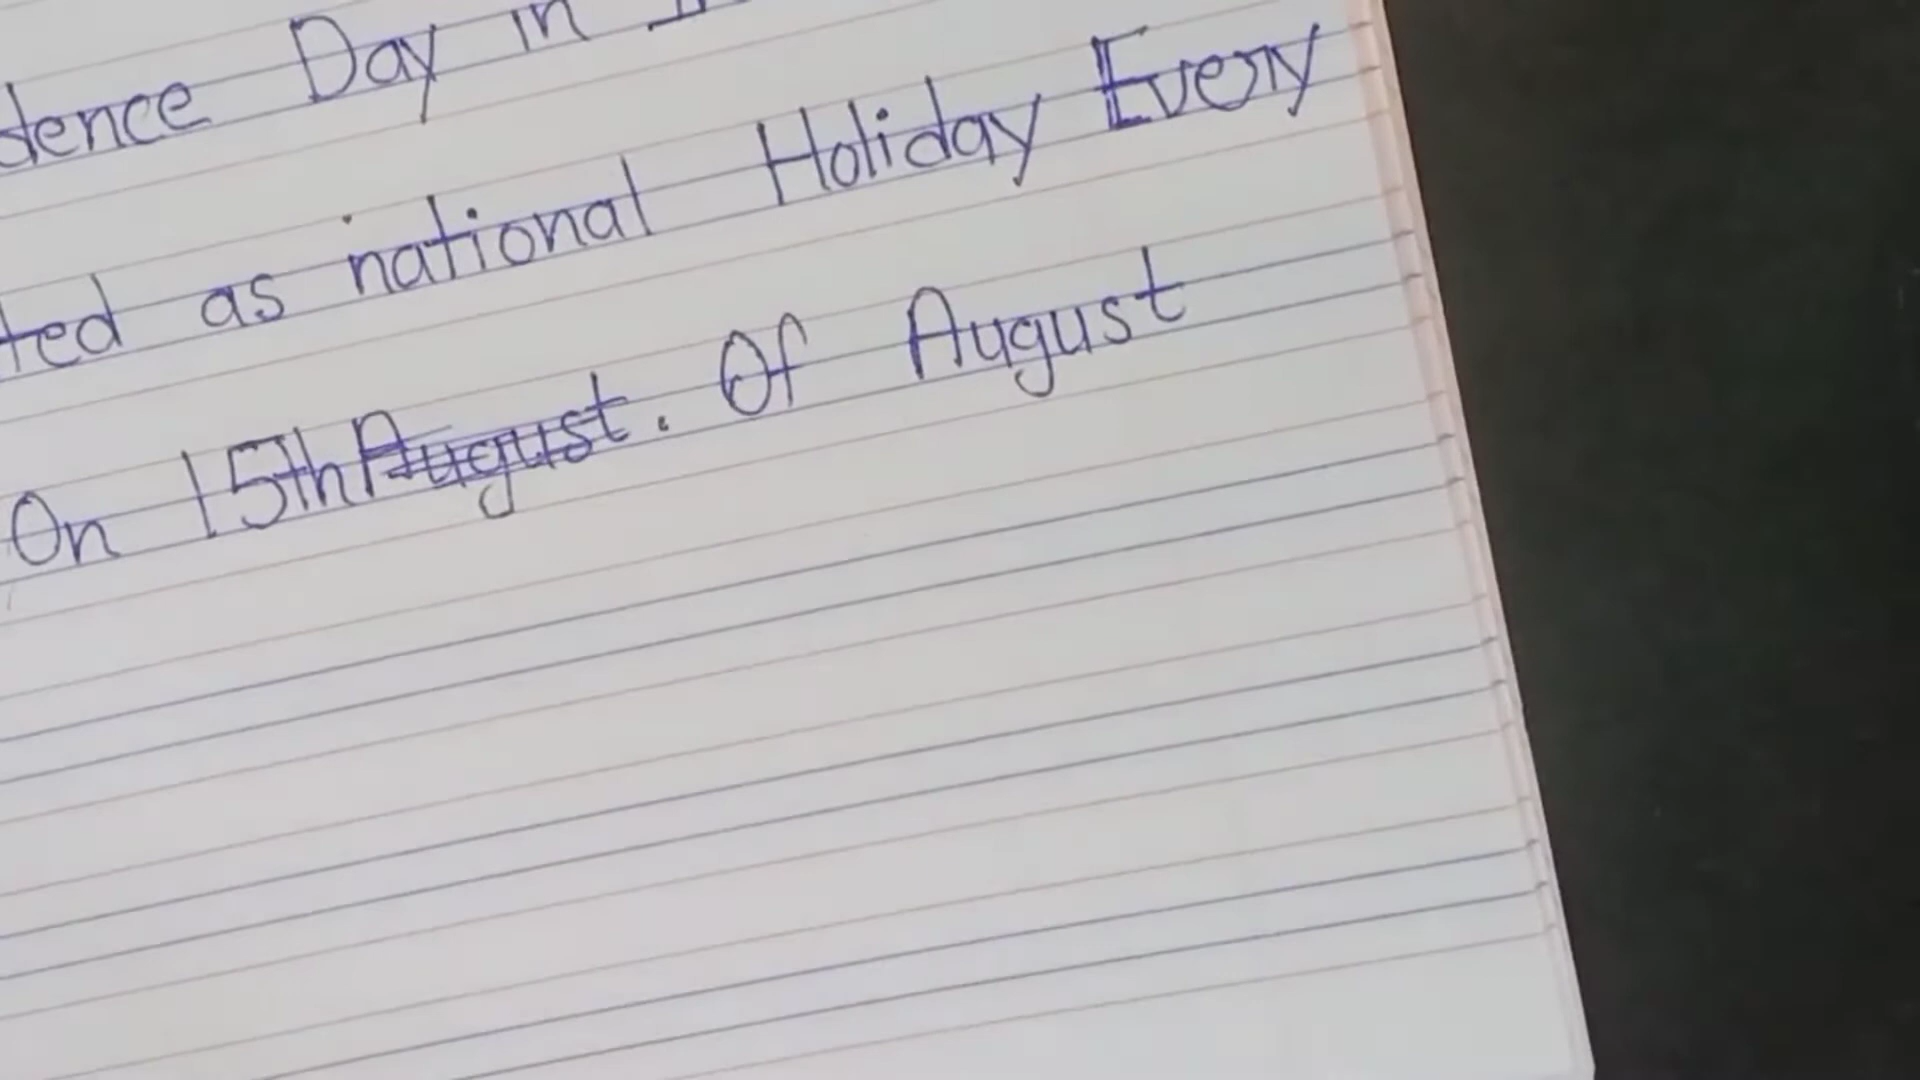 dence Day in
ted as national Holiday Every
On 15th August. Of August